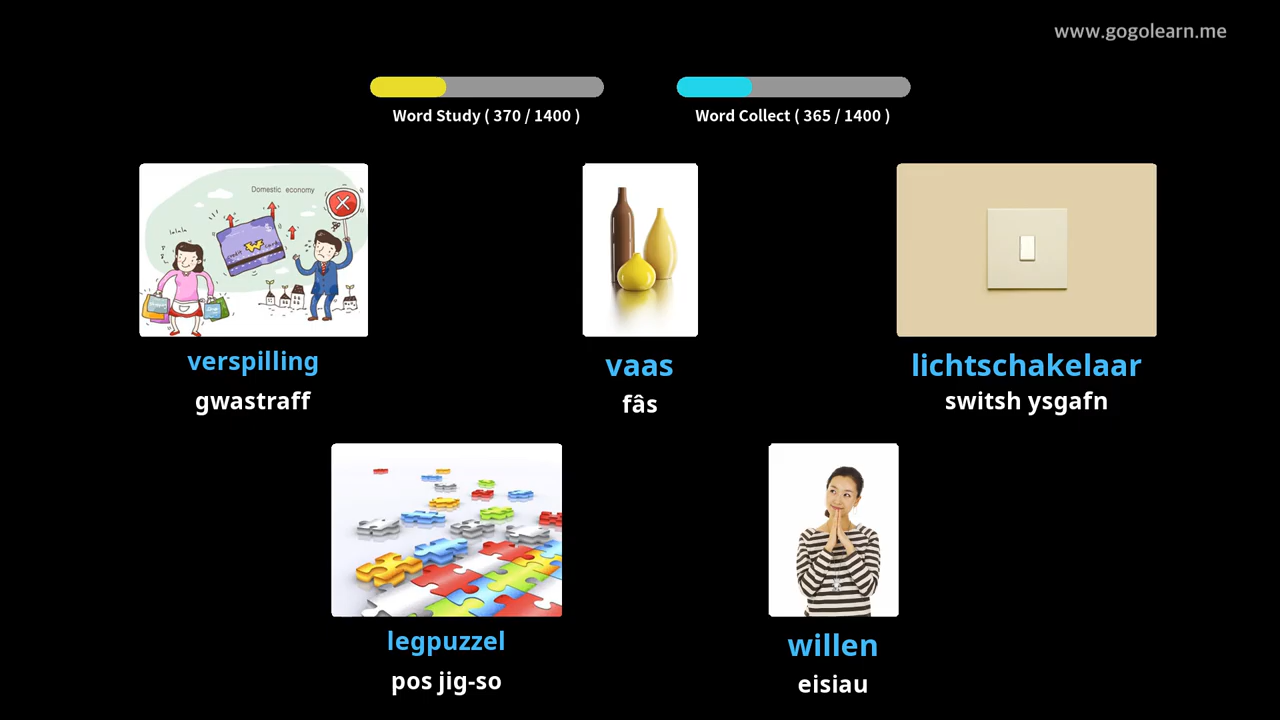 www.gogolearn.me
Word Study ( 370 / 1400 )
Word Collect ( 365 / 1400 )
Domestic economy
lalala
verspilling
gwastraff
vaas
fâs
lichtschakelaar
switsh ysgafn
legpuzzel
pos jig-so
willen
eisiau